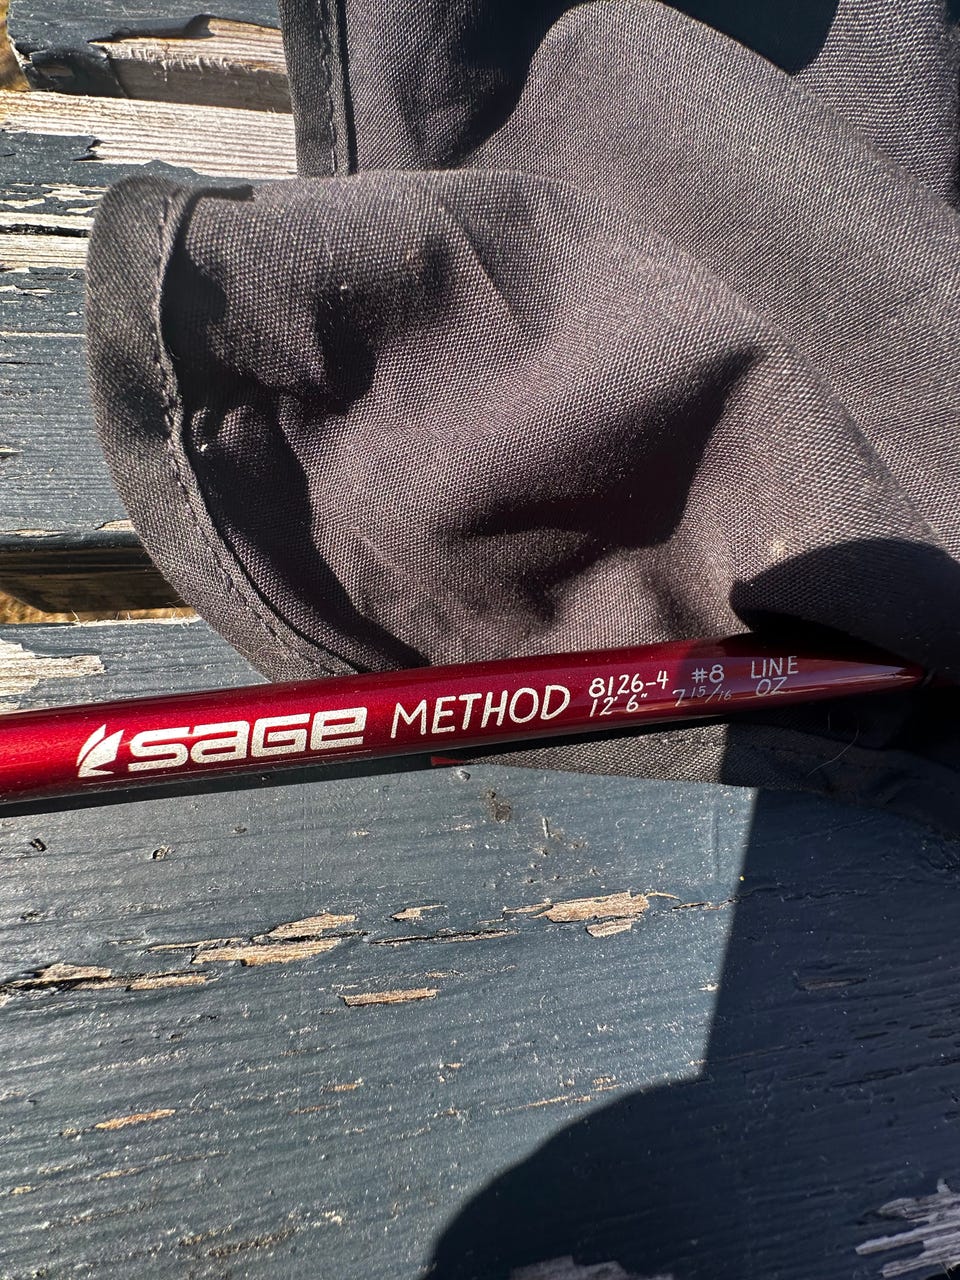 SAGE METHOD 8126-4 #8 LINE
12' 6" 7 15/16 OZ